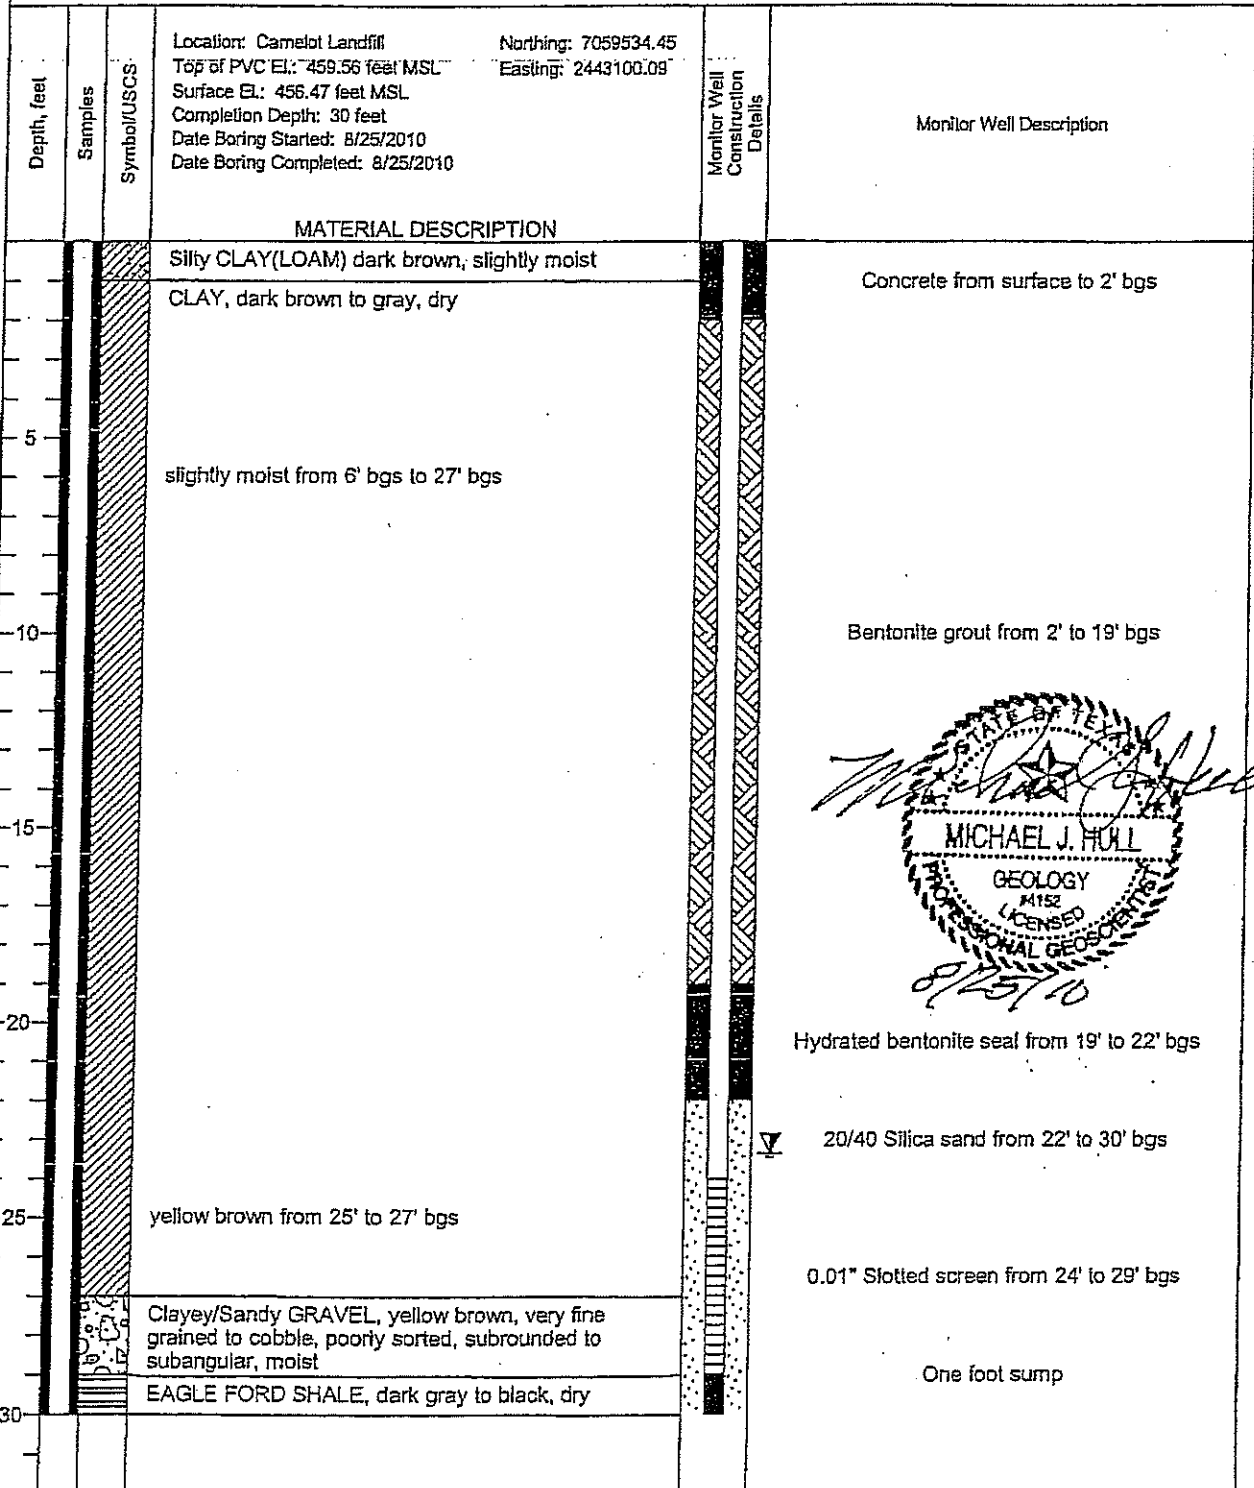 Location: Camelot Landfill
Northing: 7059534.45
Top of PVC El.: 459.56 feet MSL
Easting: 2443100.09
Surface EL: 456.47 feet MSL
Completion Depth: 30 feet
Date Boring Started: 8/25/2010
Date Boring Completed: 8/25/2010
Depth, feet
Samples
Symbol/USCS
Monitor Well
Construction
Details
Monitor Well Description
MATERIAL DESCRIPTION
Silty CLAY(LOAM) dark brown, slightly moist
Concrete from surface to 2' bgs
CLAY, dark brown to gray, dry
5
slightly moist from 6' bgs to 27' bgs
10
Bentonite grout from 2' to 19' bgs
STATE OF TEXAS
15
MICHAEL J. HULL
GEOLOGY
#4152
LICENSED
PROFESSIONAL GEOSCIENTIST
8/25/10
20
Hydrated bentonite seal from 19' to 22' bgs
20/40 Silica sand from 22' to 30' bgs
25
yellow brown from 25' to 27' bgs
0.01" Slotted screen from 24' to 29' bgs
Clayey/Sandy GRAVEL, yellow brown, very fine
grained to cobble, poorly sorted, subrounded to
subangular, moist
One foot sump
EAGLE FORD SHALE, dark gray to black, dry
30